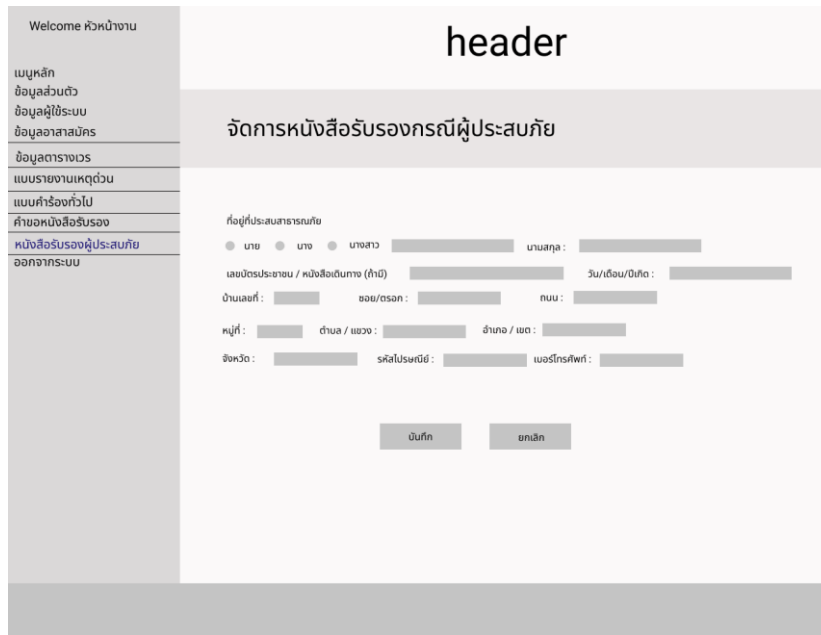 Welcome หัวหน้างาน
header
เมนูหลัก
ข้อมูลส่วนตัว
ข้อมูลผู้ใช้ระบบ
ข้อมูลอาสาสมัคร
ข้อมูลตารางเวร
แบบรายงานเหตุด่วน
แบบคำร้องทั่วไป
คำขอหนังสือรับรอง
หนังสือรับรองผู้ประสบภัย
ออกจากระบบ
จัดการหนังสือรับรองกรณีผู้ประสบภัย
ที่อยู่ที่ประสบสาธารณภัย
นาย นาง นางสาว นามสกุล :
เลขบัตรประชาชน / หนังสือเดินทาง (ถ้ามี) วัน/เดือน/ปีเกิด :
บ้านเลขที่ : ซอย/ตรอก : ถนน :
หมู่ที่ : ตำบล / แขวง : อำเภอ / เขต :
จังหวัด : รหัสไปรษณีย์ : เบอร์โทรศัพท์ :
บันทึก ยกเลิก